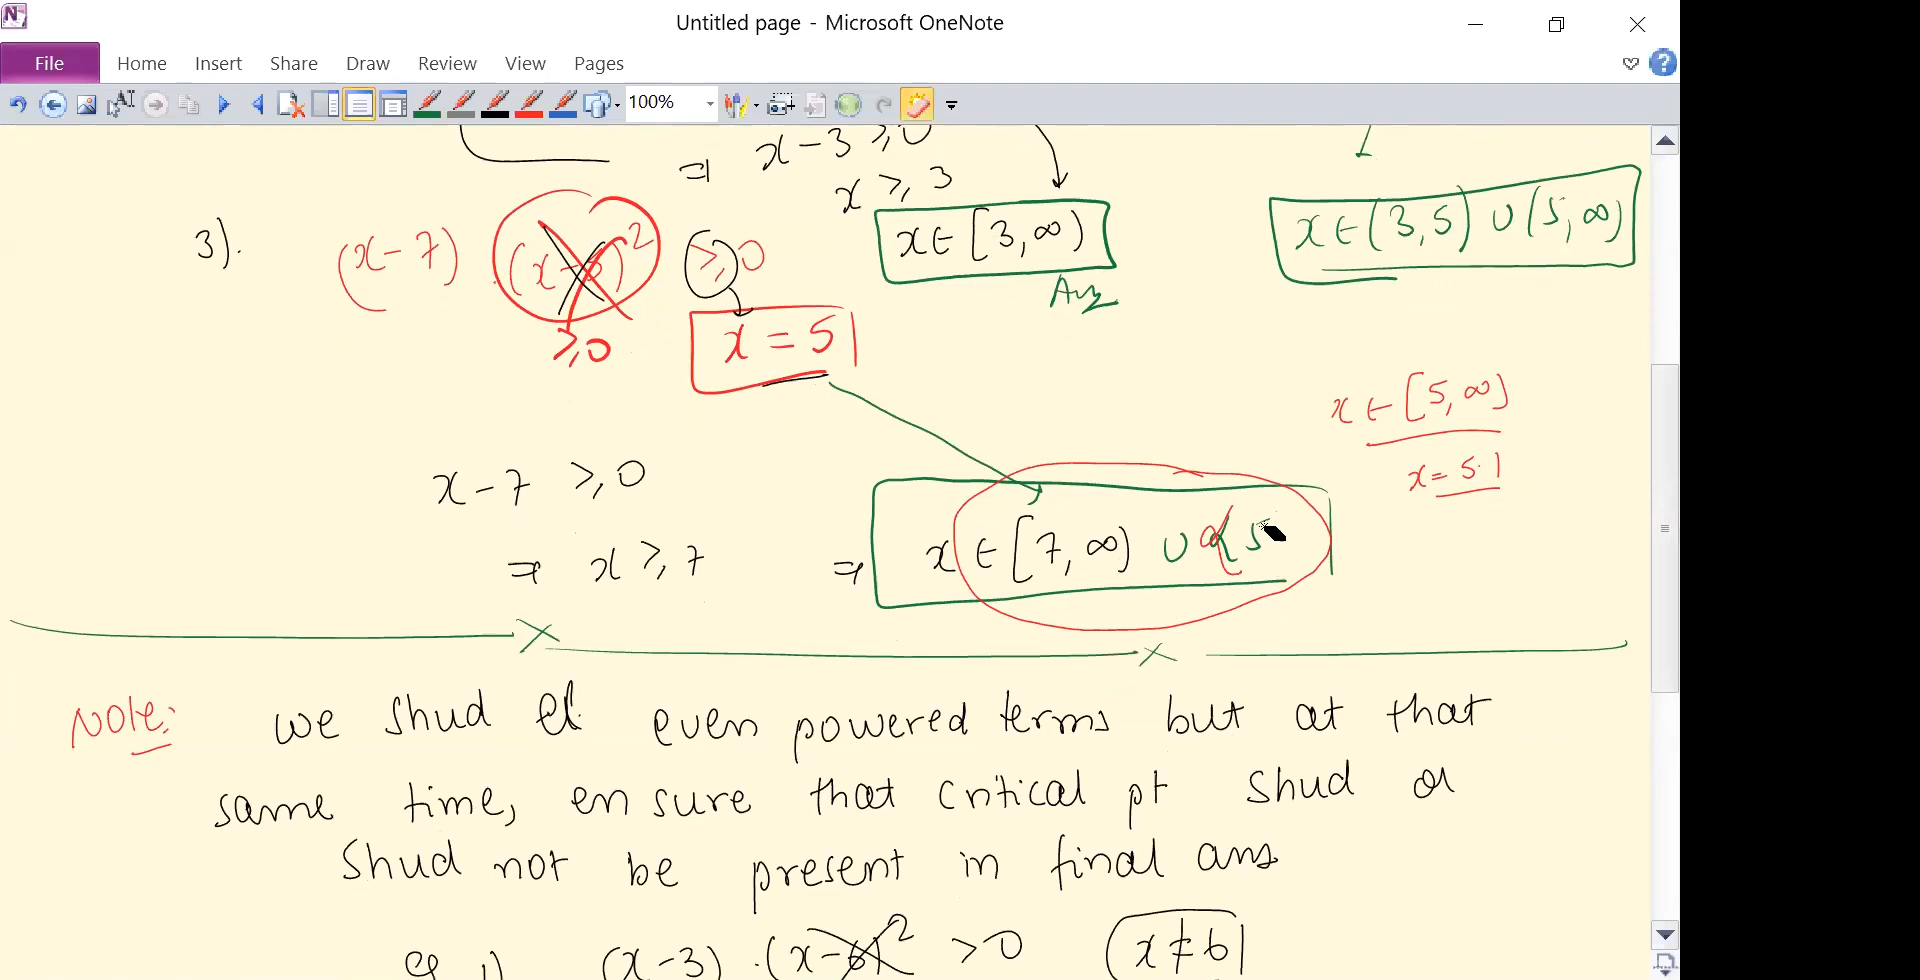 Untitled page - Microsoft OneNote
File Home Insert Share Draw Review View Pages
100%
⇒ x-3 ≥ 0
x ≥ 3
3). (x-7) . (x-5)² ≥ 0
x ∈ [3, ∞)
Ans
x ∈ (3, 5) ∪ (5, ∞)
≥ 0
x = 5
x ∈ [5, ∞)
x = 5.1
x-7 ≥ 0
⇒ x ≥ 7 ⇒ x ∈ [7, ∞) ∪ { 5
Note: we shud even powered terms but at that
same time, ensure that critical pt shud or
shud not be present in final ans
eg 1) (x-3) . (x-6)² > 0 x ≠ 6